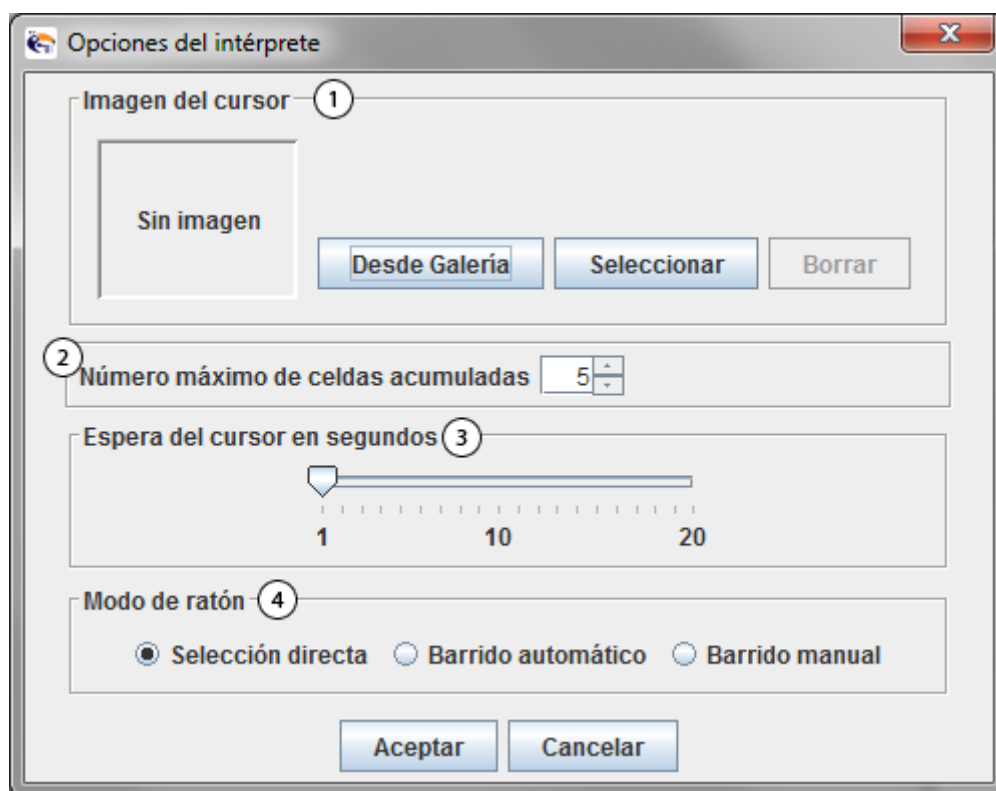 Opciones del intérprete
Imagen del cursor 1
Sin imagen
Desde Galería Seleccionar Borrar
2
Número máximo de celdas acumuladas 5
Espera del cursor en segundos 3
1 10 20
Modo de ratón 4
Selección directa Barrido automático Barrido manual
Aceptar Cancelar